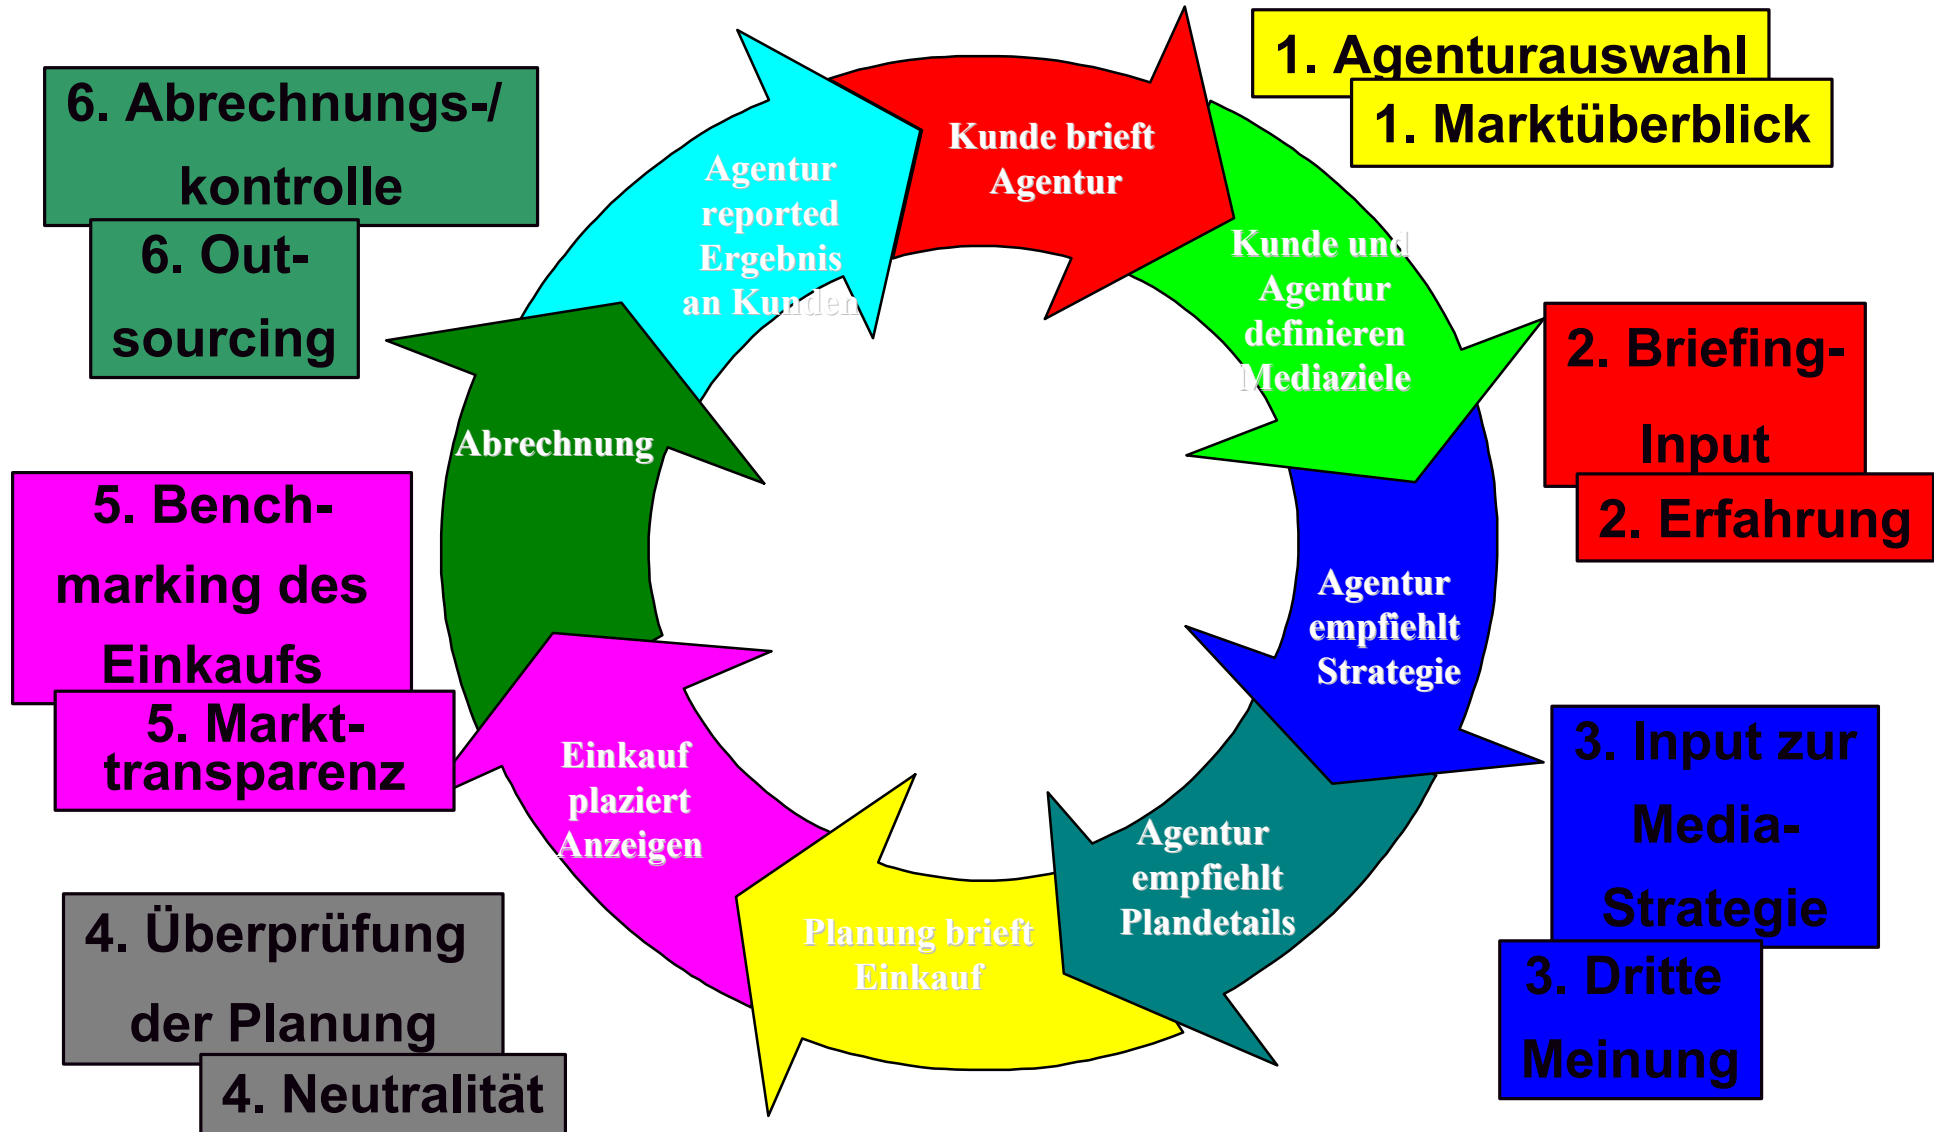 1. Agenturauswahl
1. Marktüberblick
2. Briefing-
Input
2. Erfahrung
3. Input zur
Media-
Strategie
3. Dritte
Meinung
4. Überprüfung
der Planung
4. Neutralität
5. Bench-
marking des
Einkaufs
5. Markt-
transparenz
6. Abrechnungs-/
kontrolle
6. Out-
sourcing
Kunde brieft
Agentur
Kunde und
Agentur
definieren
Mediaziele
Agentur
empfiehlt
Strategie
Agentur
empfiehlt
Plandetails
Planung brieft
Einkauf
Einkauf
plaziert
Anzeigen
Abrechnung
Agentur
reported
Ergebnis
an Kunden